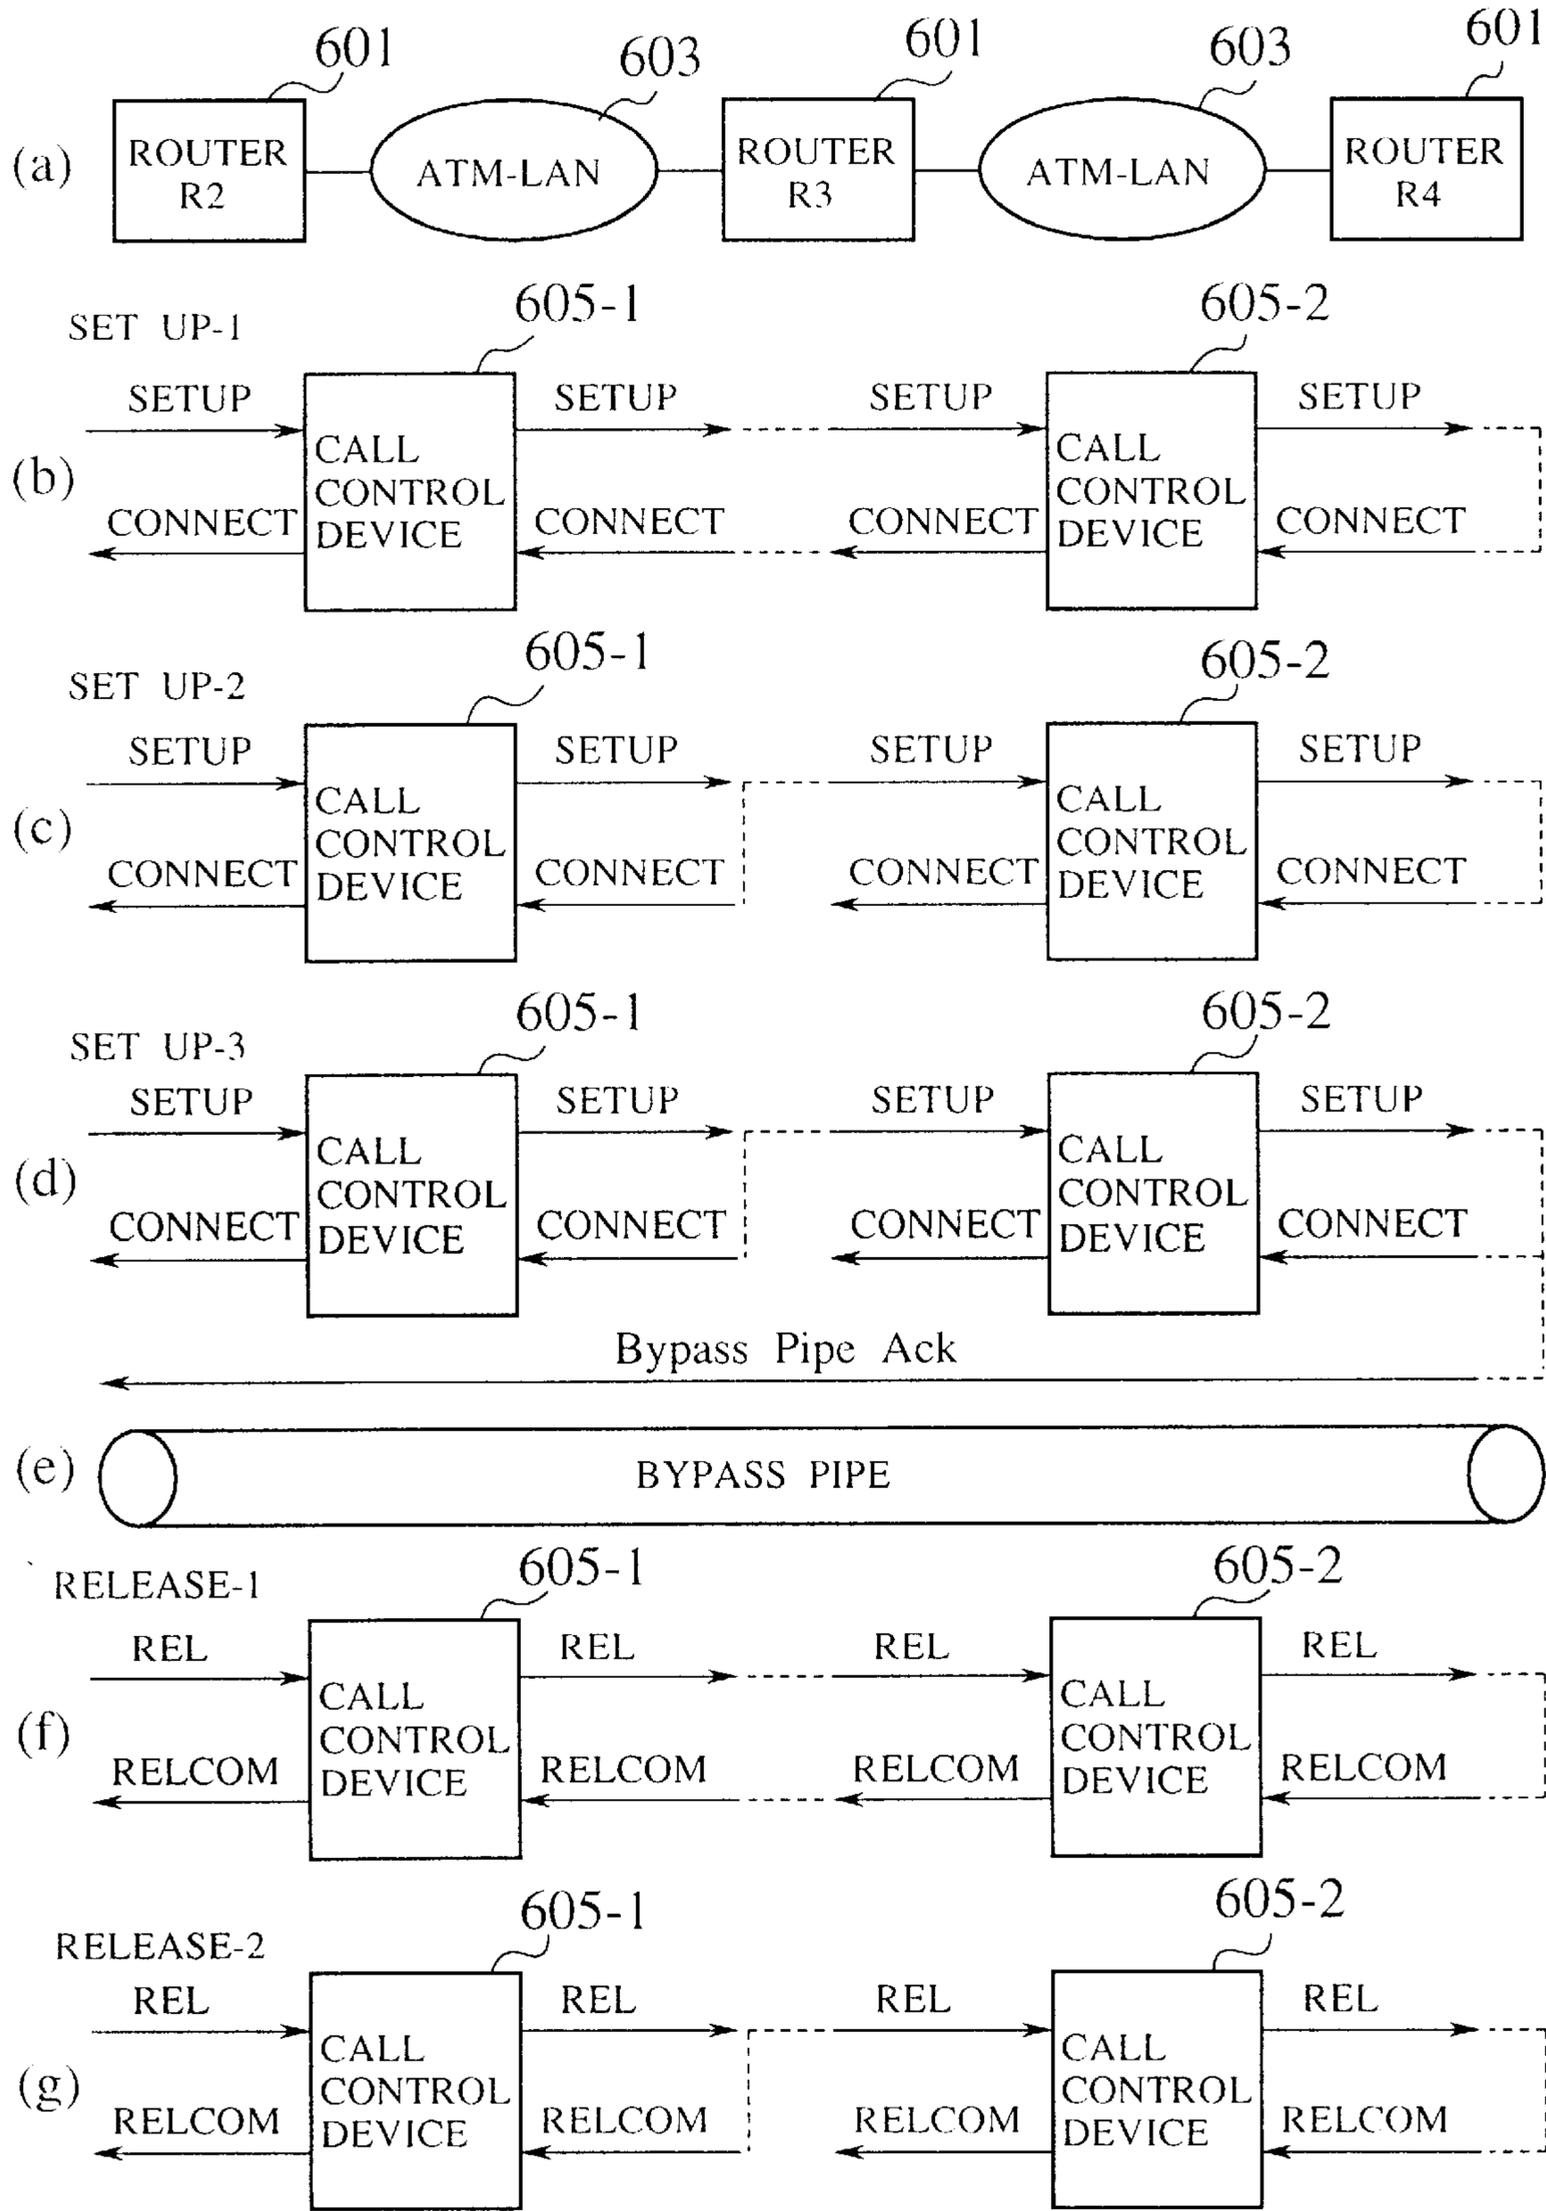 601
603
601
603
601
(a)
ROUTER
R2
ATM-LAN
ROUTER
R3
ATM-LAN
ROUTER
R4
SET UP-1
605-1
605-2
SETUP
SETUP
SETUP
SETUP
(b)
CALL
CONTROL
DEVICE
CALL
CONTROL
DEVICE
CONNECT
CONNECT
CONNECT
CONNECT
SET UP-2
605-1
605-2
SETUP
SETUP
SETUP
SETUP
(c)
CALL
CONTROL
DEVICE
CALL
CONTROL
DEVICE
CONNECT
CONNECT
CONNECT
CONNECT
SET UP-3
605-1
605-2
SETUP
SETUP
SETUP
SETUP
(d)
CALL
CONTROL
DEVICE
CALL
CONTROL
DEVICE
CONNECT
CONNECT
CONNECT
CONNECT
Bypass Pipe Ack
(e)
BYPASS PIPE
RELEASE-1
605-1
605-2
REL
REL
REL
REL
(f)
CALL
CONTROL
DEVICE
CALL
CONTROL
DEVICE
RELCOM
RELCOM
RELCOM
RELCOM
RELEASE-2
605-1
605-2
REL
REL
REL
REL
(g)
CALL
CONTROL
DEVICE
CALL
CONTROL
DEVICE
RELCOM
RELCOM
RELCOM
RELCOM